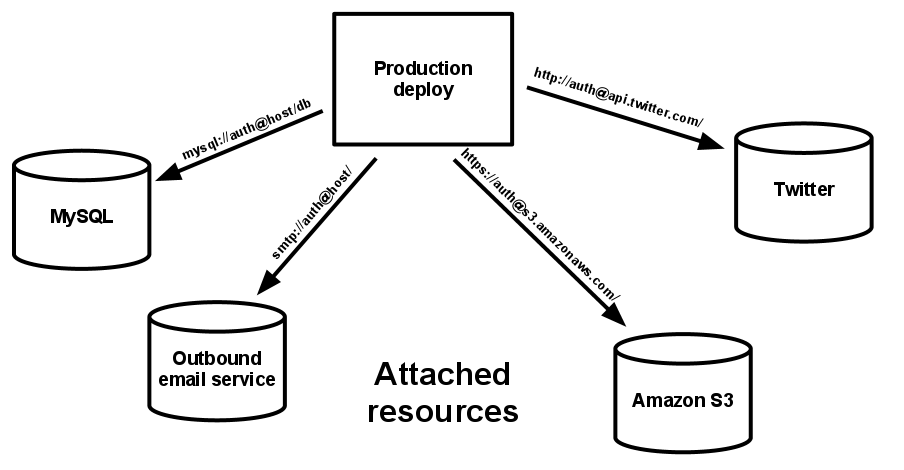 Production
deploy
mysql://auth@host/db
http://auth@api.twitter.com/
smtp://auth@host/
https://auth@s3.amazonaws.com/
MySQL
Twitter
Outbound
email service
Attached
resources
Amazon S3